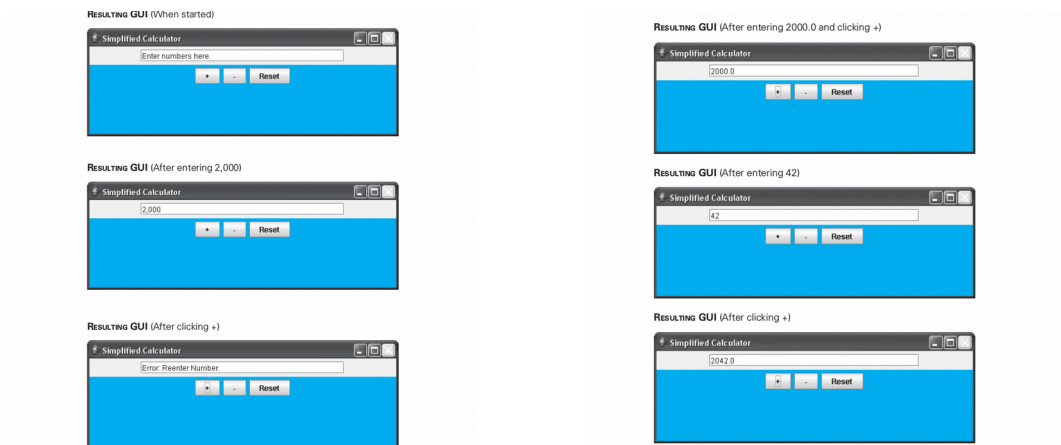 RESULTING GUI (When started)
Simplified Calculator
Enter numbers here.
+ - Reset
RESULTING GUI (After entering 2,000)
Simplified Calculator
2,000
+ - Reset
RESULTING GUI (After clicking +)
Simplified Calculator
Error: Reenter Number.
+ - Reset
RESULTING GUI (After entering 2000.0 and clicking +)
Simplified Calculator
2000.0
+ - Reset
RESULTING GUI (After entering 42)
Simplified Calculator
42
+ - Reset
RESULTING GUI (After clicking +)
Simplified Calculator
2042.0
+ - Reset